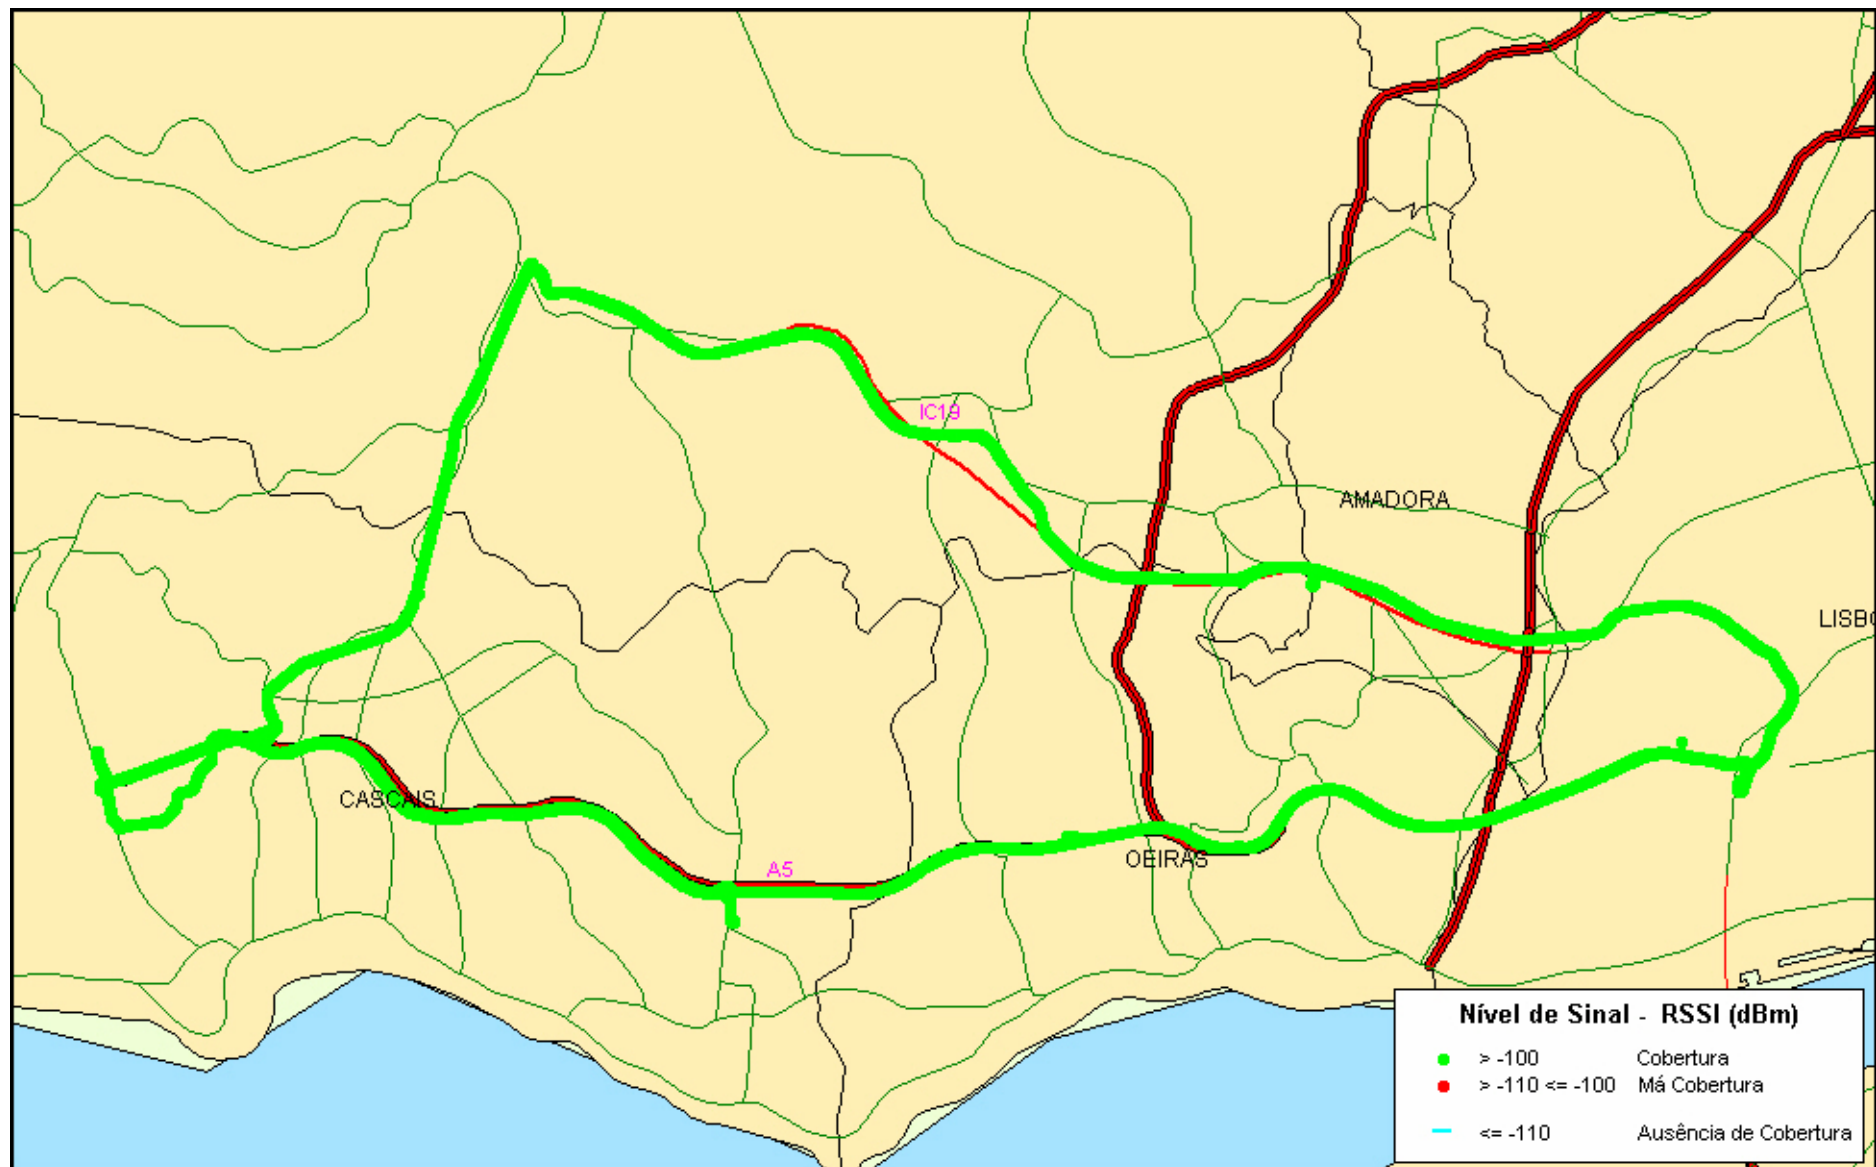 IC19
AMADORA
LISBO
CASCAIS
OEIRAS
A5
Nível de Sinal - RSSI (dBm)
> -100 Cobertura
> -110 <= -100 Má Cobertura
<= -110 Ausência de Cobertura